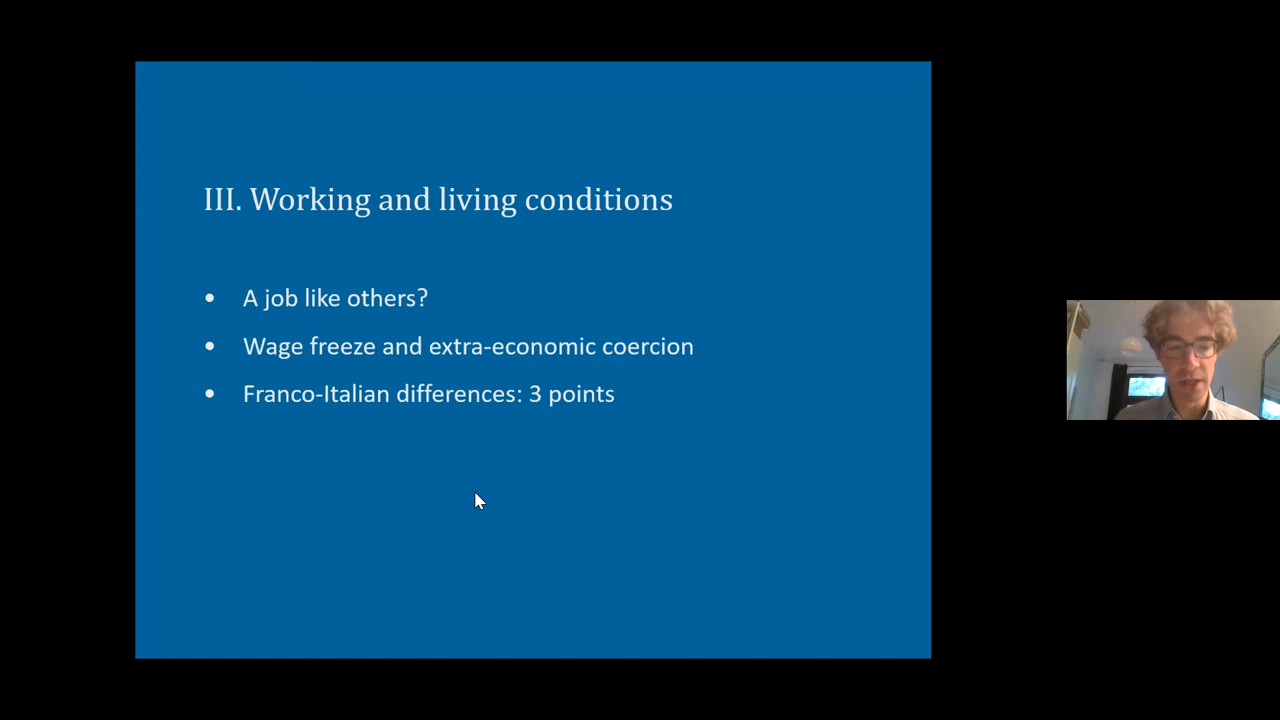 III. Working and living conditions
• A job like others?
• Wage freeze and extra-economic coercion
• Franco-Italian differences: 3 points